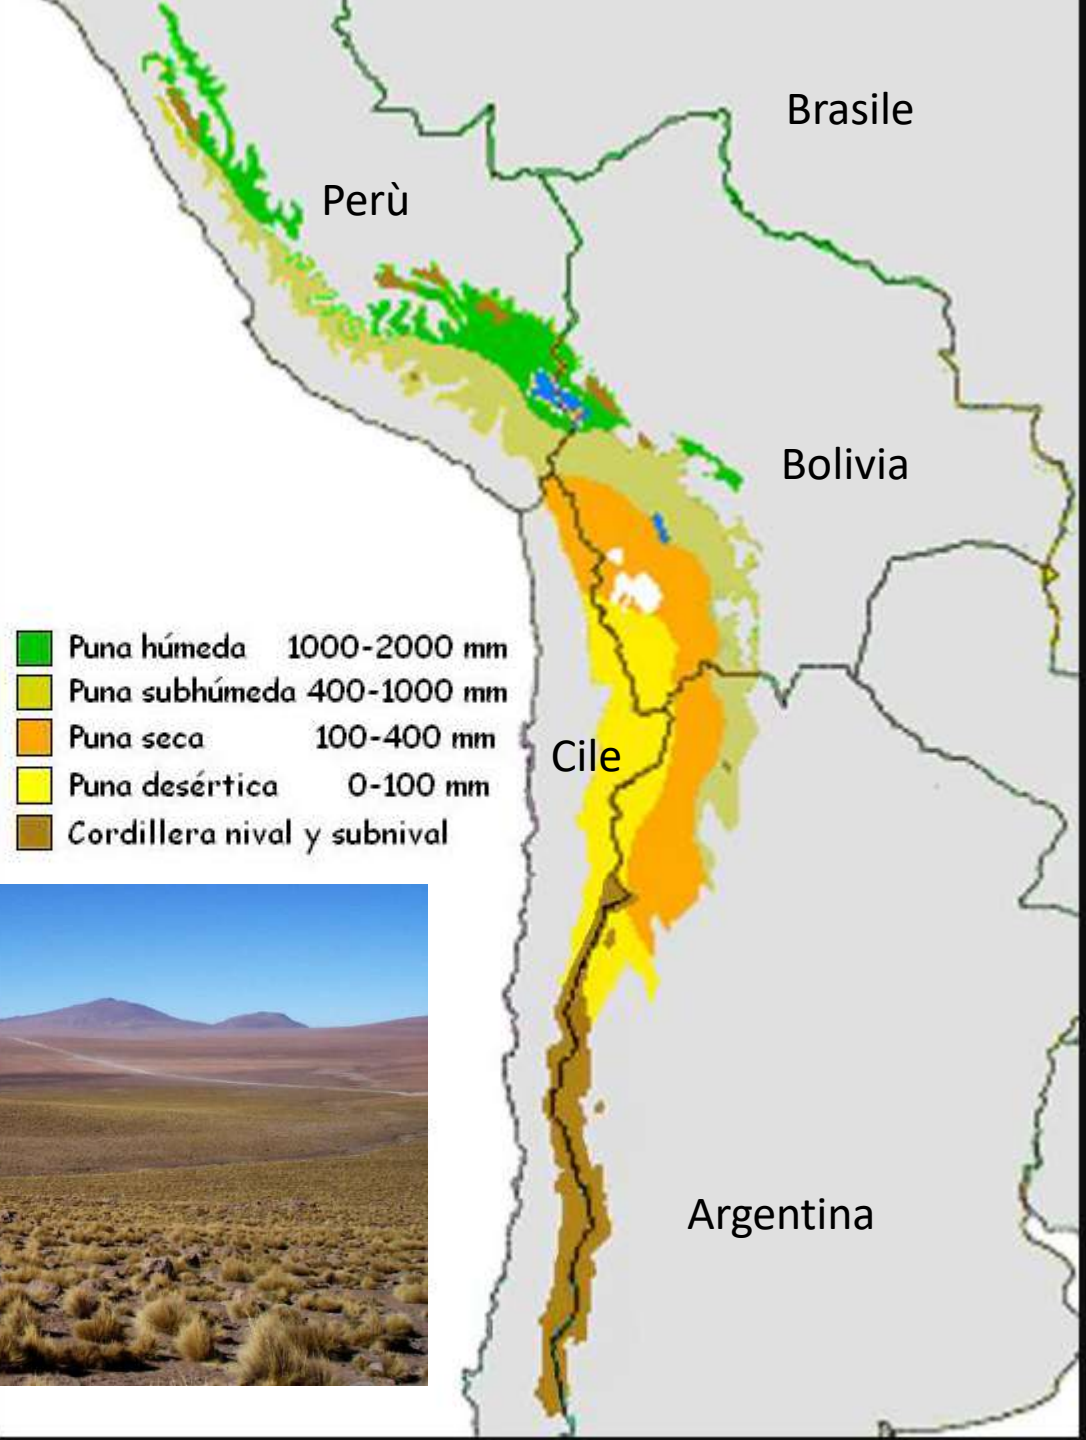 Brasile
Perù
Bolivia
Puna húmeda 1000-2000 mm
Puna subhúmeda 400-1000 mm
Puna seca 100-400 mm
Puna desértica 0-100 mm
Cordillera nival y subnival
Cile
Argentina